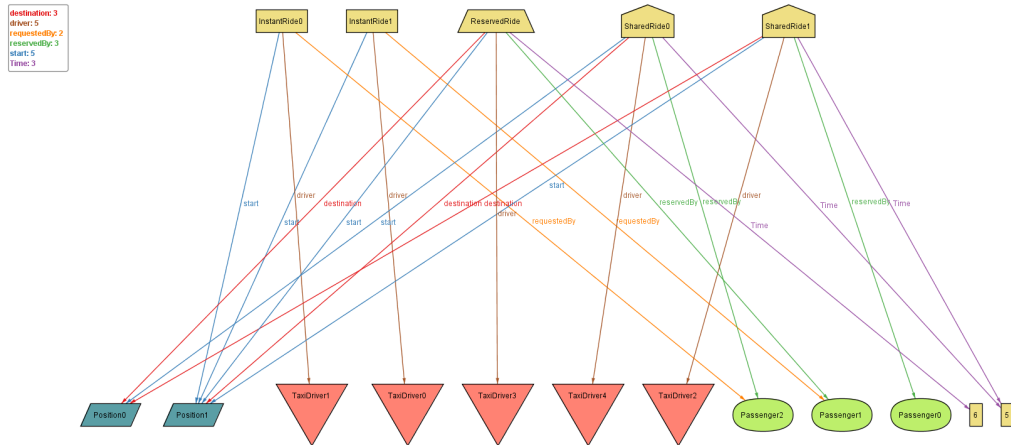 destination: 3
driver: 5
requestedBy: 2
reservedBy: 3
start: 5
Time: 3
InstantRide0
InstantRide1
ReservedRide
SharedRide0
SharedRide1
start
driver
start
destination
driver
start
start
destination
destination
driver
start
requestedBy
driver
requestedBy
reservedBy
reservedBy
driver
Time
Time
reservedBy
Time
Position0
Position1
TaxiDriver1
TaxiDriver0
TaxiDriver3
TaxiDriver4
TaxiDriver2
Passenger2
Passenger1
Passenger0
6
5